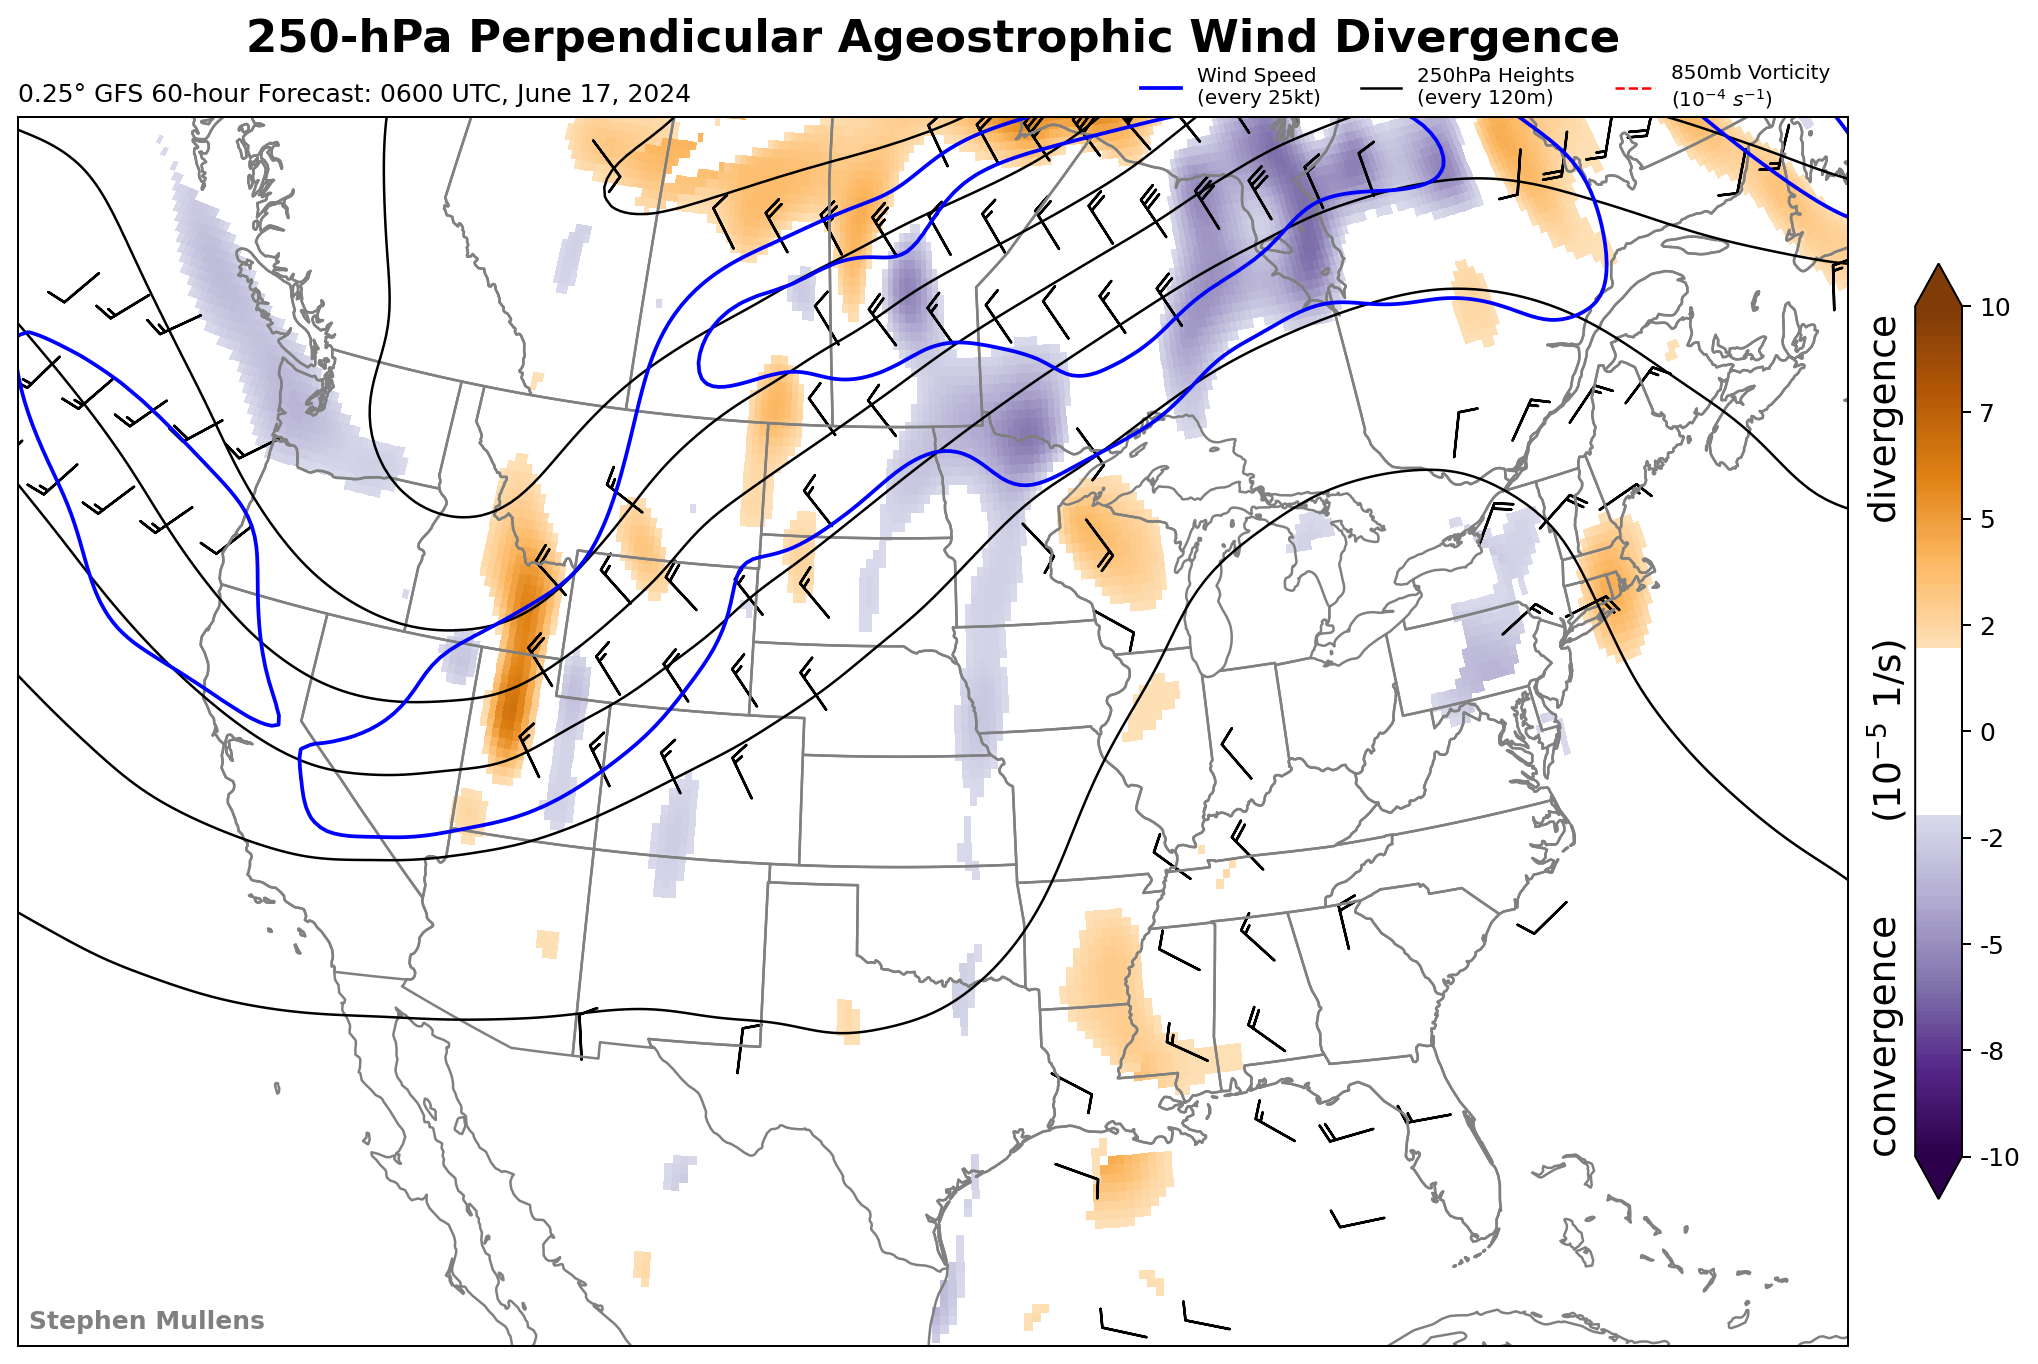 250-hPa Perpendicular Ageostrophic Wind Divergence
0.25° GFS 60-hour Forecast: 0600 UTC, June 17, 2024
Wind Speed
(every 25kt)
250hPa Heights
(every 120m)
850mb Vorticity
(10⁻⁴ s⁻¹)
10
7
5
2
0
-2
-5
-8
-10
convergence (10⁻⁵ 1/s) divergence
Stephen Mullens